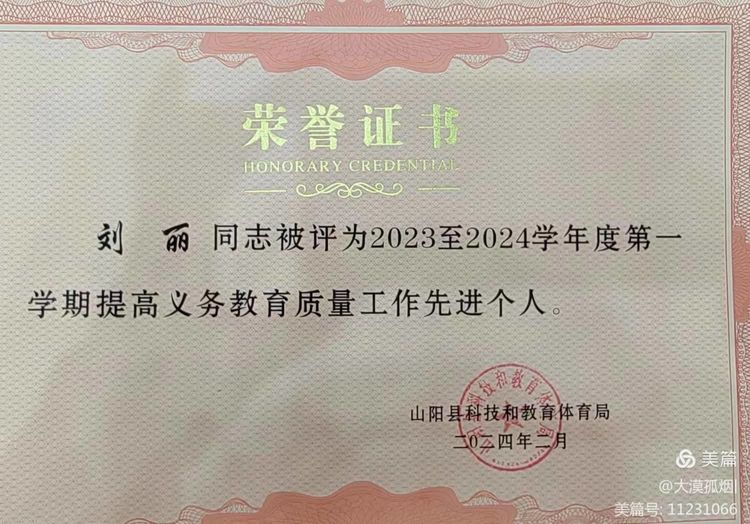 荣誉证书
HONORARY CREDENTIAL
刘 丽 同志被评为2023至2024学年度第一
学期提高义务教育质量工作先进个人。
山阳县科技和教育体育局
二〇二四年二月
美篇
@大漠孤烟
美篇号: 11231066